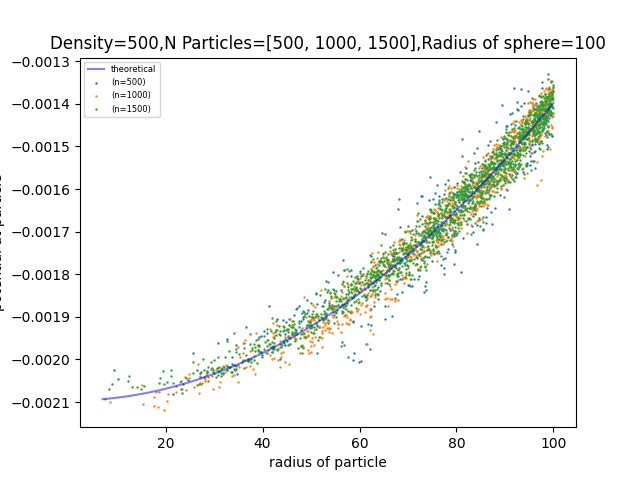 Density=500,N Particles=[500, 1000, 1500],Radius of sphere=100
−0.0013
−0.0014
−0.0015
−0.0016
−0.0017
−0.0018
−0.0019
−0.0020
−0.0021
theoretical
(n=500)
(n=1000)
(n=1500)
20 40 60 80 100
radius of particle